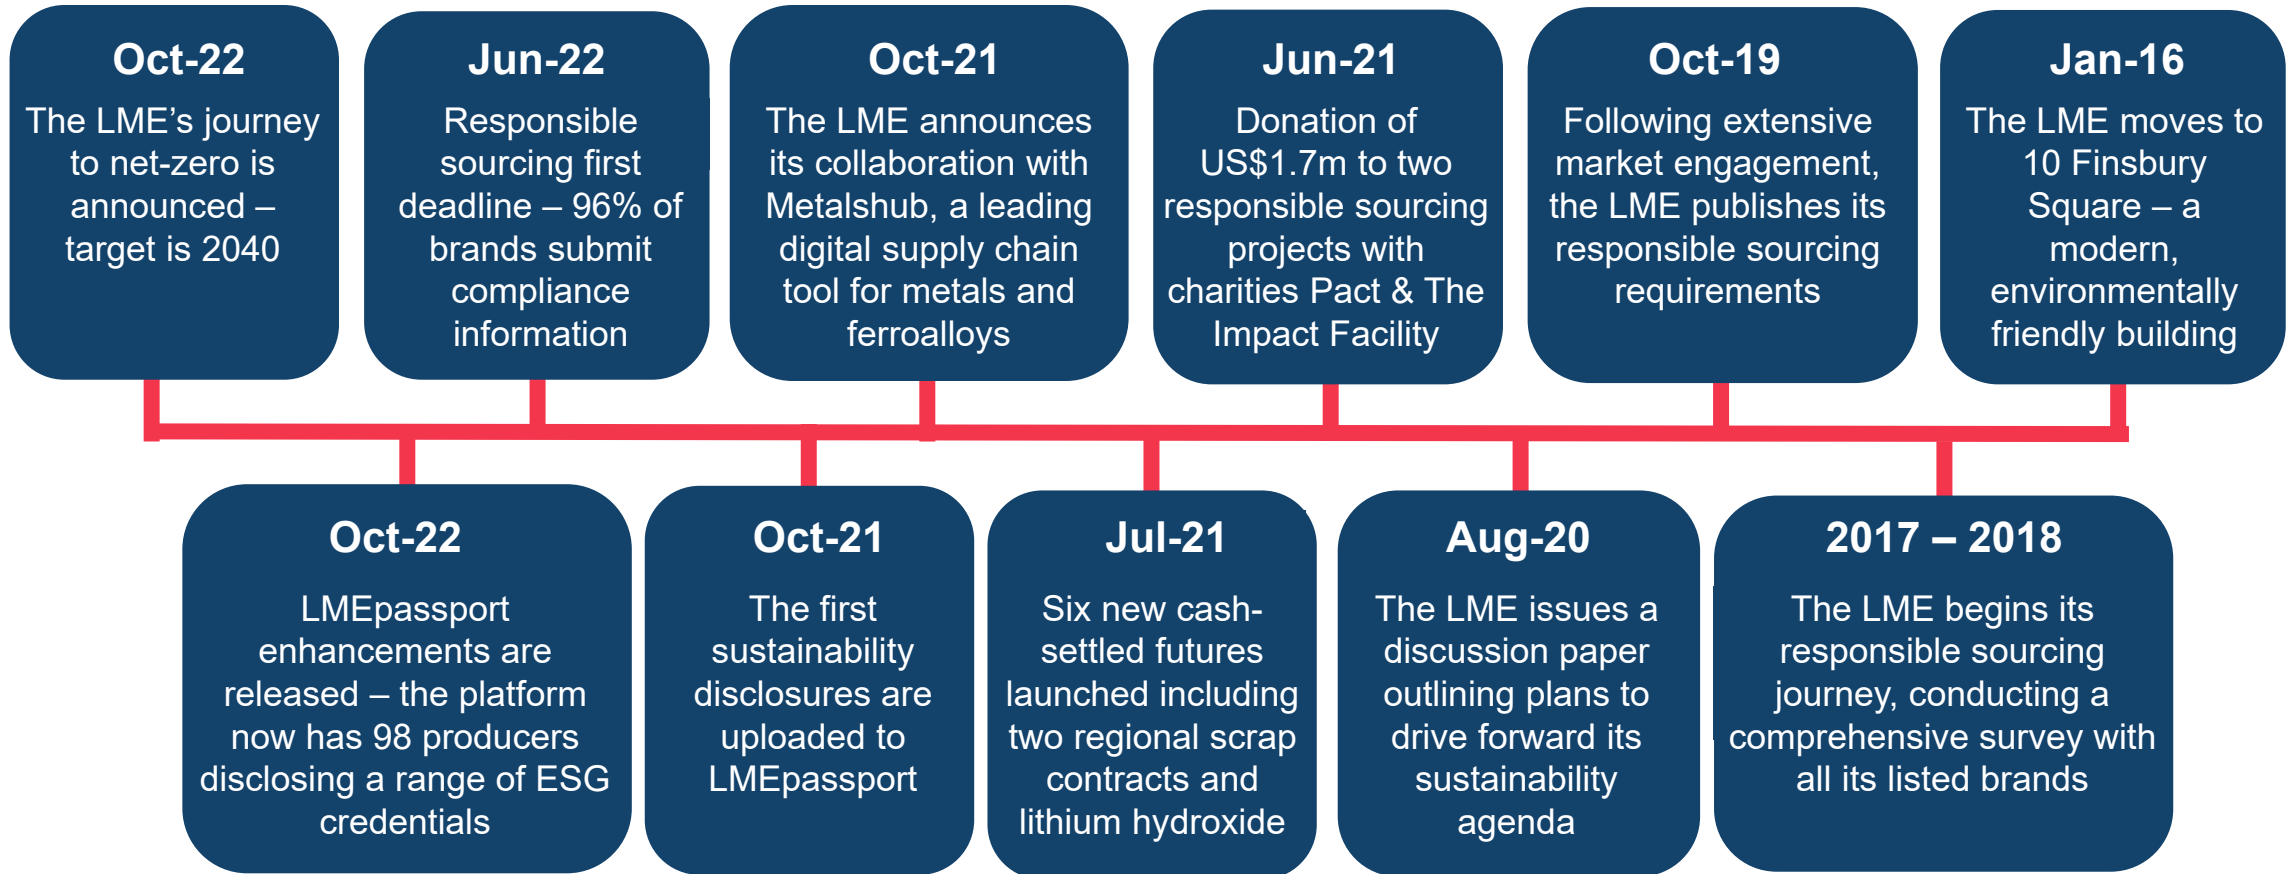 Oct-22
The LME’s journey
to net-zero is
announced –
target is 2040
Jun-22
Responsible
sourcing first
deadline – 96% of
brands submit
compliance
information
Oct-21
The LME announces
its collaboration with
Metalshub, a leading
digital supply chain
tool for metals and
ferroalloys
Jun-21
Donation of
US$1.7m to two
responsible sourcing
projects with
charities Pact & The
Impact Facility
Oct-19
Following extensive
market engagement,
the LME publishes its
responsible sourcing
requirements
Jan-16
The LME moves to
10 Finsbury
Square – a
modern,
environmentally
friendly building
Oct-22
LMEpassport
enhancements are
released – the platform
now has 98 producers
disclosing a range of ESG
credentials
Oct-21
The first
sustainability
disclosures are
uploaded to
LMEpassport
Jul-21
Six new cash-
settled futures
launched including
two regional scrap
contracts and
lithium hydroxide
Aug-20
The LME issues a
discussion paper
outlining plans to
drive forward its
sustainability
agenda
2017 – 2018
The LME begins its
responsible sourcing
journey, conducting a
comprehensive survey with
all its listed brands